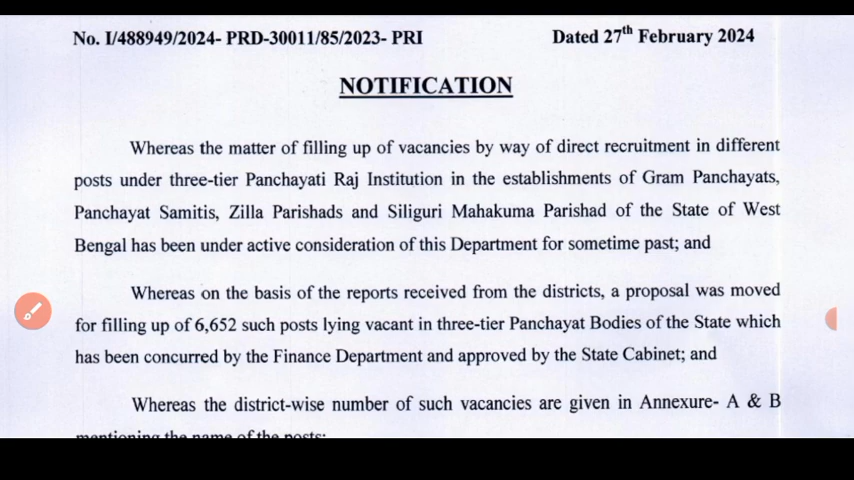 No. I/488949/2024- PRD-30011/85/2023- PRI Dated 27th February 2024
NOTIFICATION
Whereas the matter of filling up of vacancies by way of direct recruitment in different
posts under three-tier Panchayati Raj Institution in the establishments of Gram Panchayats,
Panchayat Samitis, Zilla Parishads and Siliguri Mahakuma Parishad of the State of West
Bengal has been under active consideration of this Department for sometime past; and
Whereas on the basis of the reports received from the districts, a proposal was moved
for filling up of 6,652 such posts lying vacant in three-tier Panchayat Bodies of the State which
has been concurred by the Finance Department and approved by the State Cabinet; and
Whereas the district-wise number of such vacancies are given in Annexure- A & B
mentioning the name of the posts;